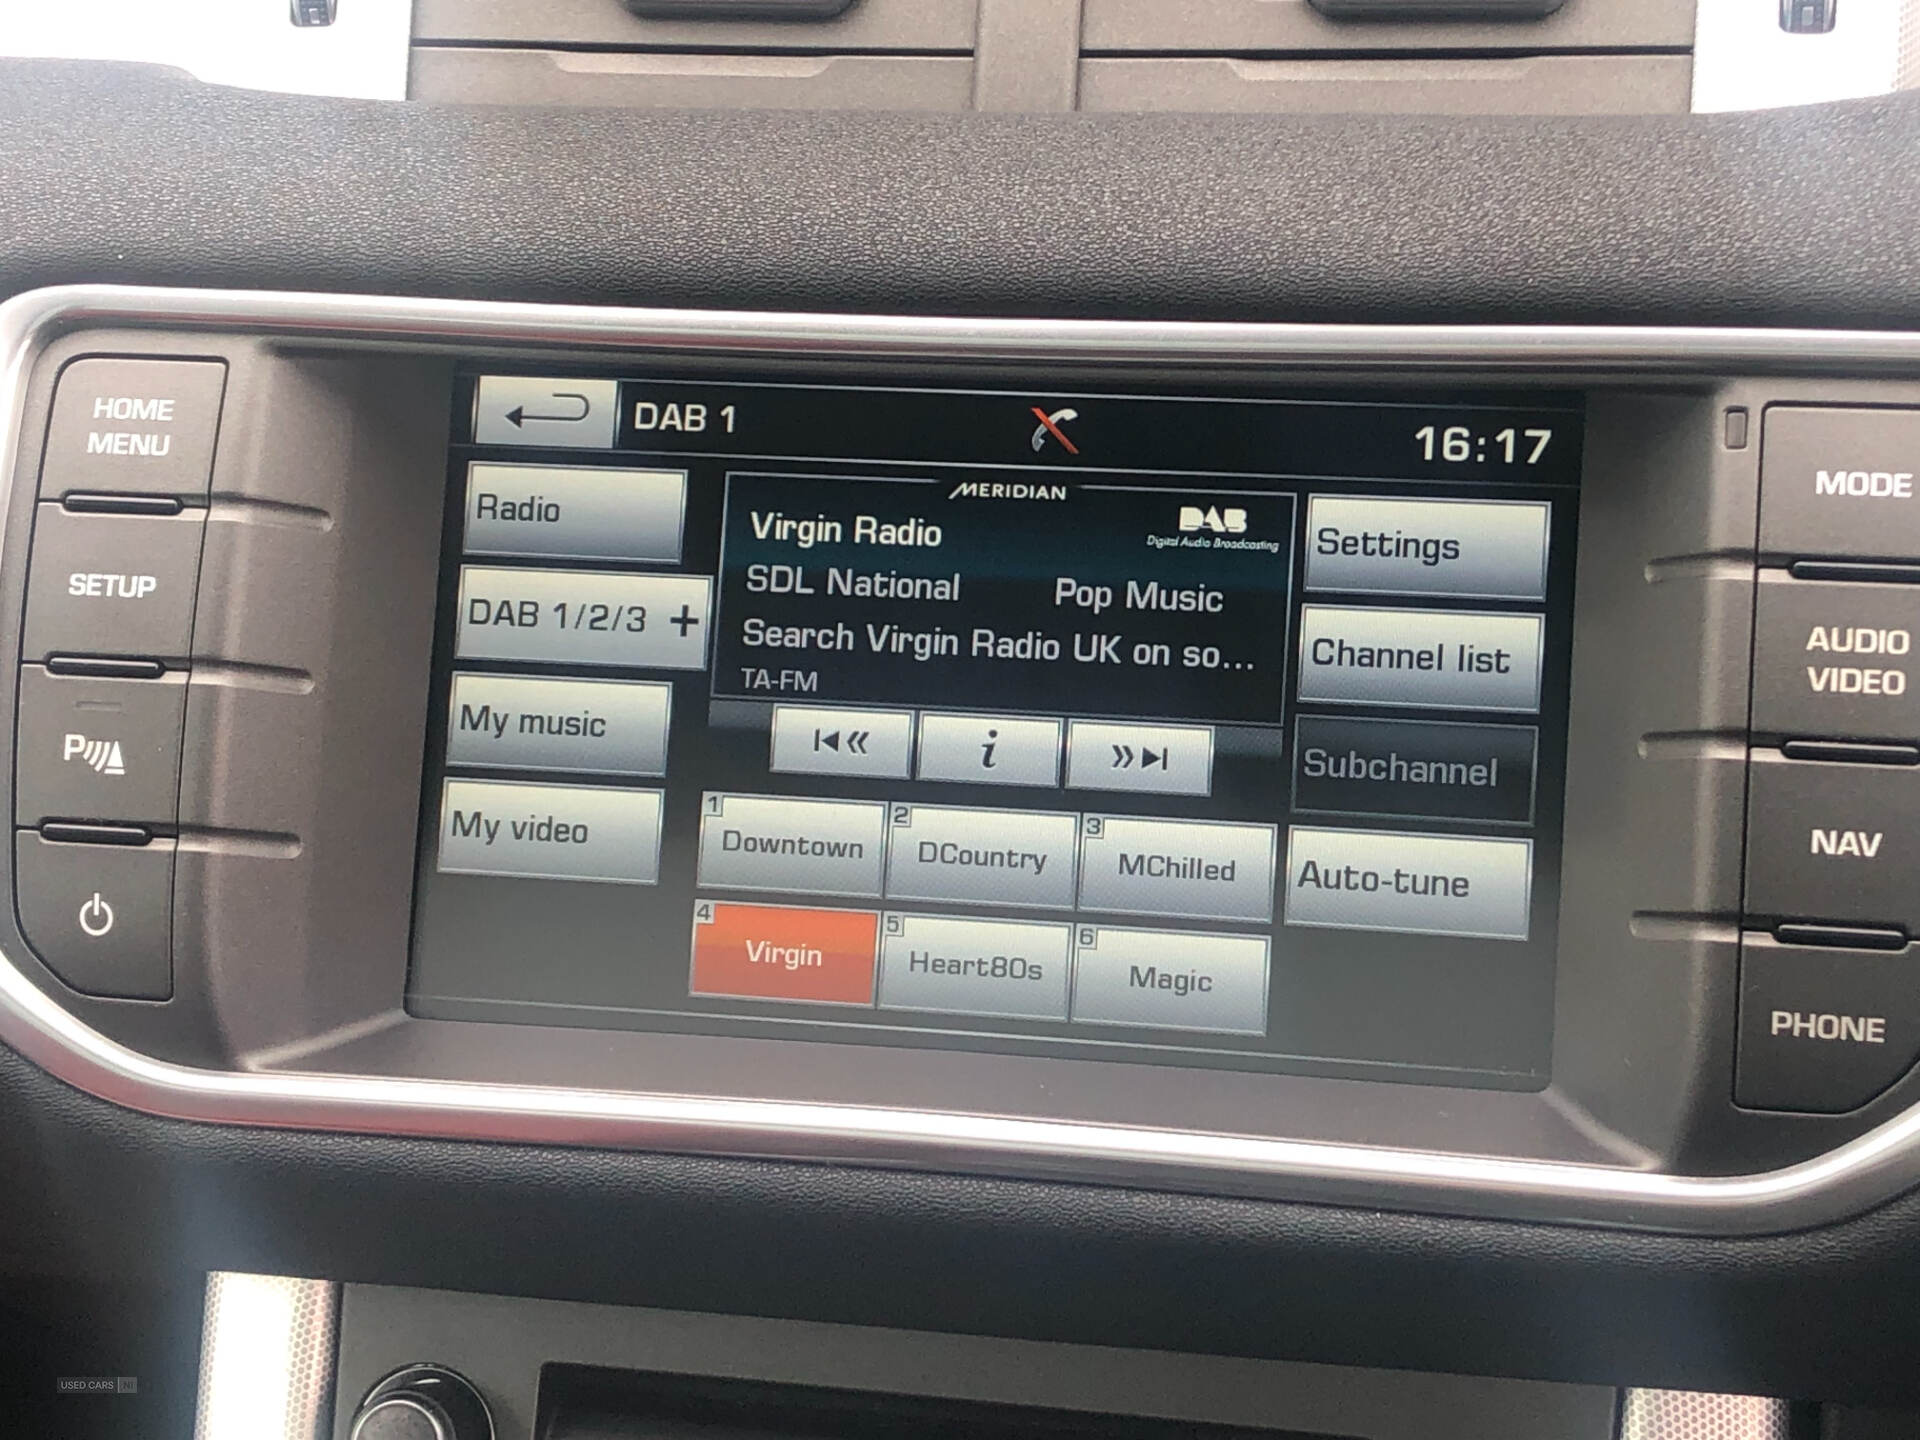 HOME
MENU
SETUP
P
DAB 1
16:17
Radio
DAB 1/2/3 +
My music
My video
MERIDIAN
Virgin Radio
DAB
Digital Audio Broadcasting
SDL National Pop Music
Search Virgin Radio UK on so...
TA-FM
i
1 Downtown
2 DCountry
3 MChilled
4 Virgin
5 Heart80s
6 Magic
Settings
Channel list
Subchannel
Auto-tune
MODE
AUDIO
VIDEO
NAV
PHONE
USED CARS NI